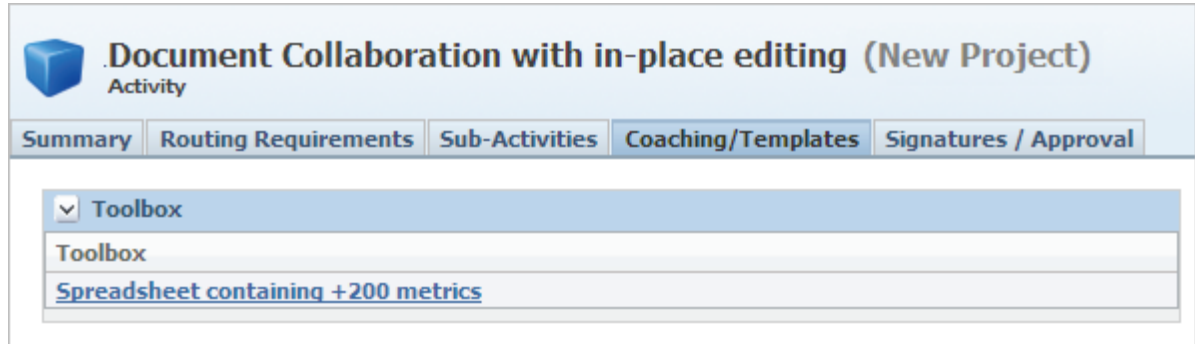 .Document Collaboration with in-place editing (New Project)
Activity
Summary Routing Requirements Sub-Activities Coaching/Templates Signatures / Approval
Toolbox
Toolbox
Spreadsheet containing +200 metrics